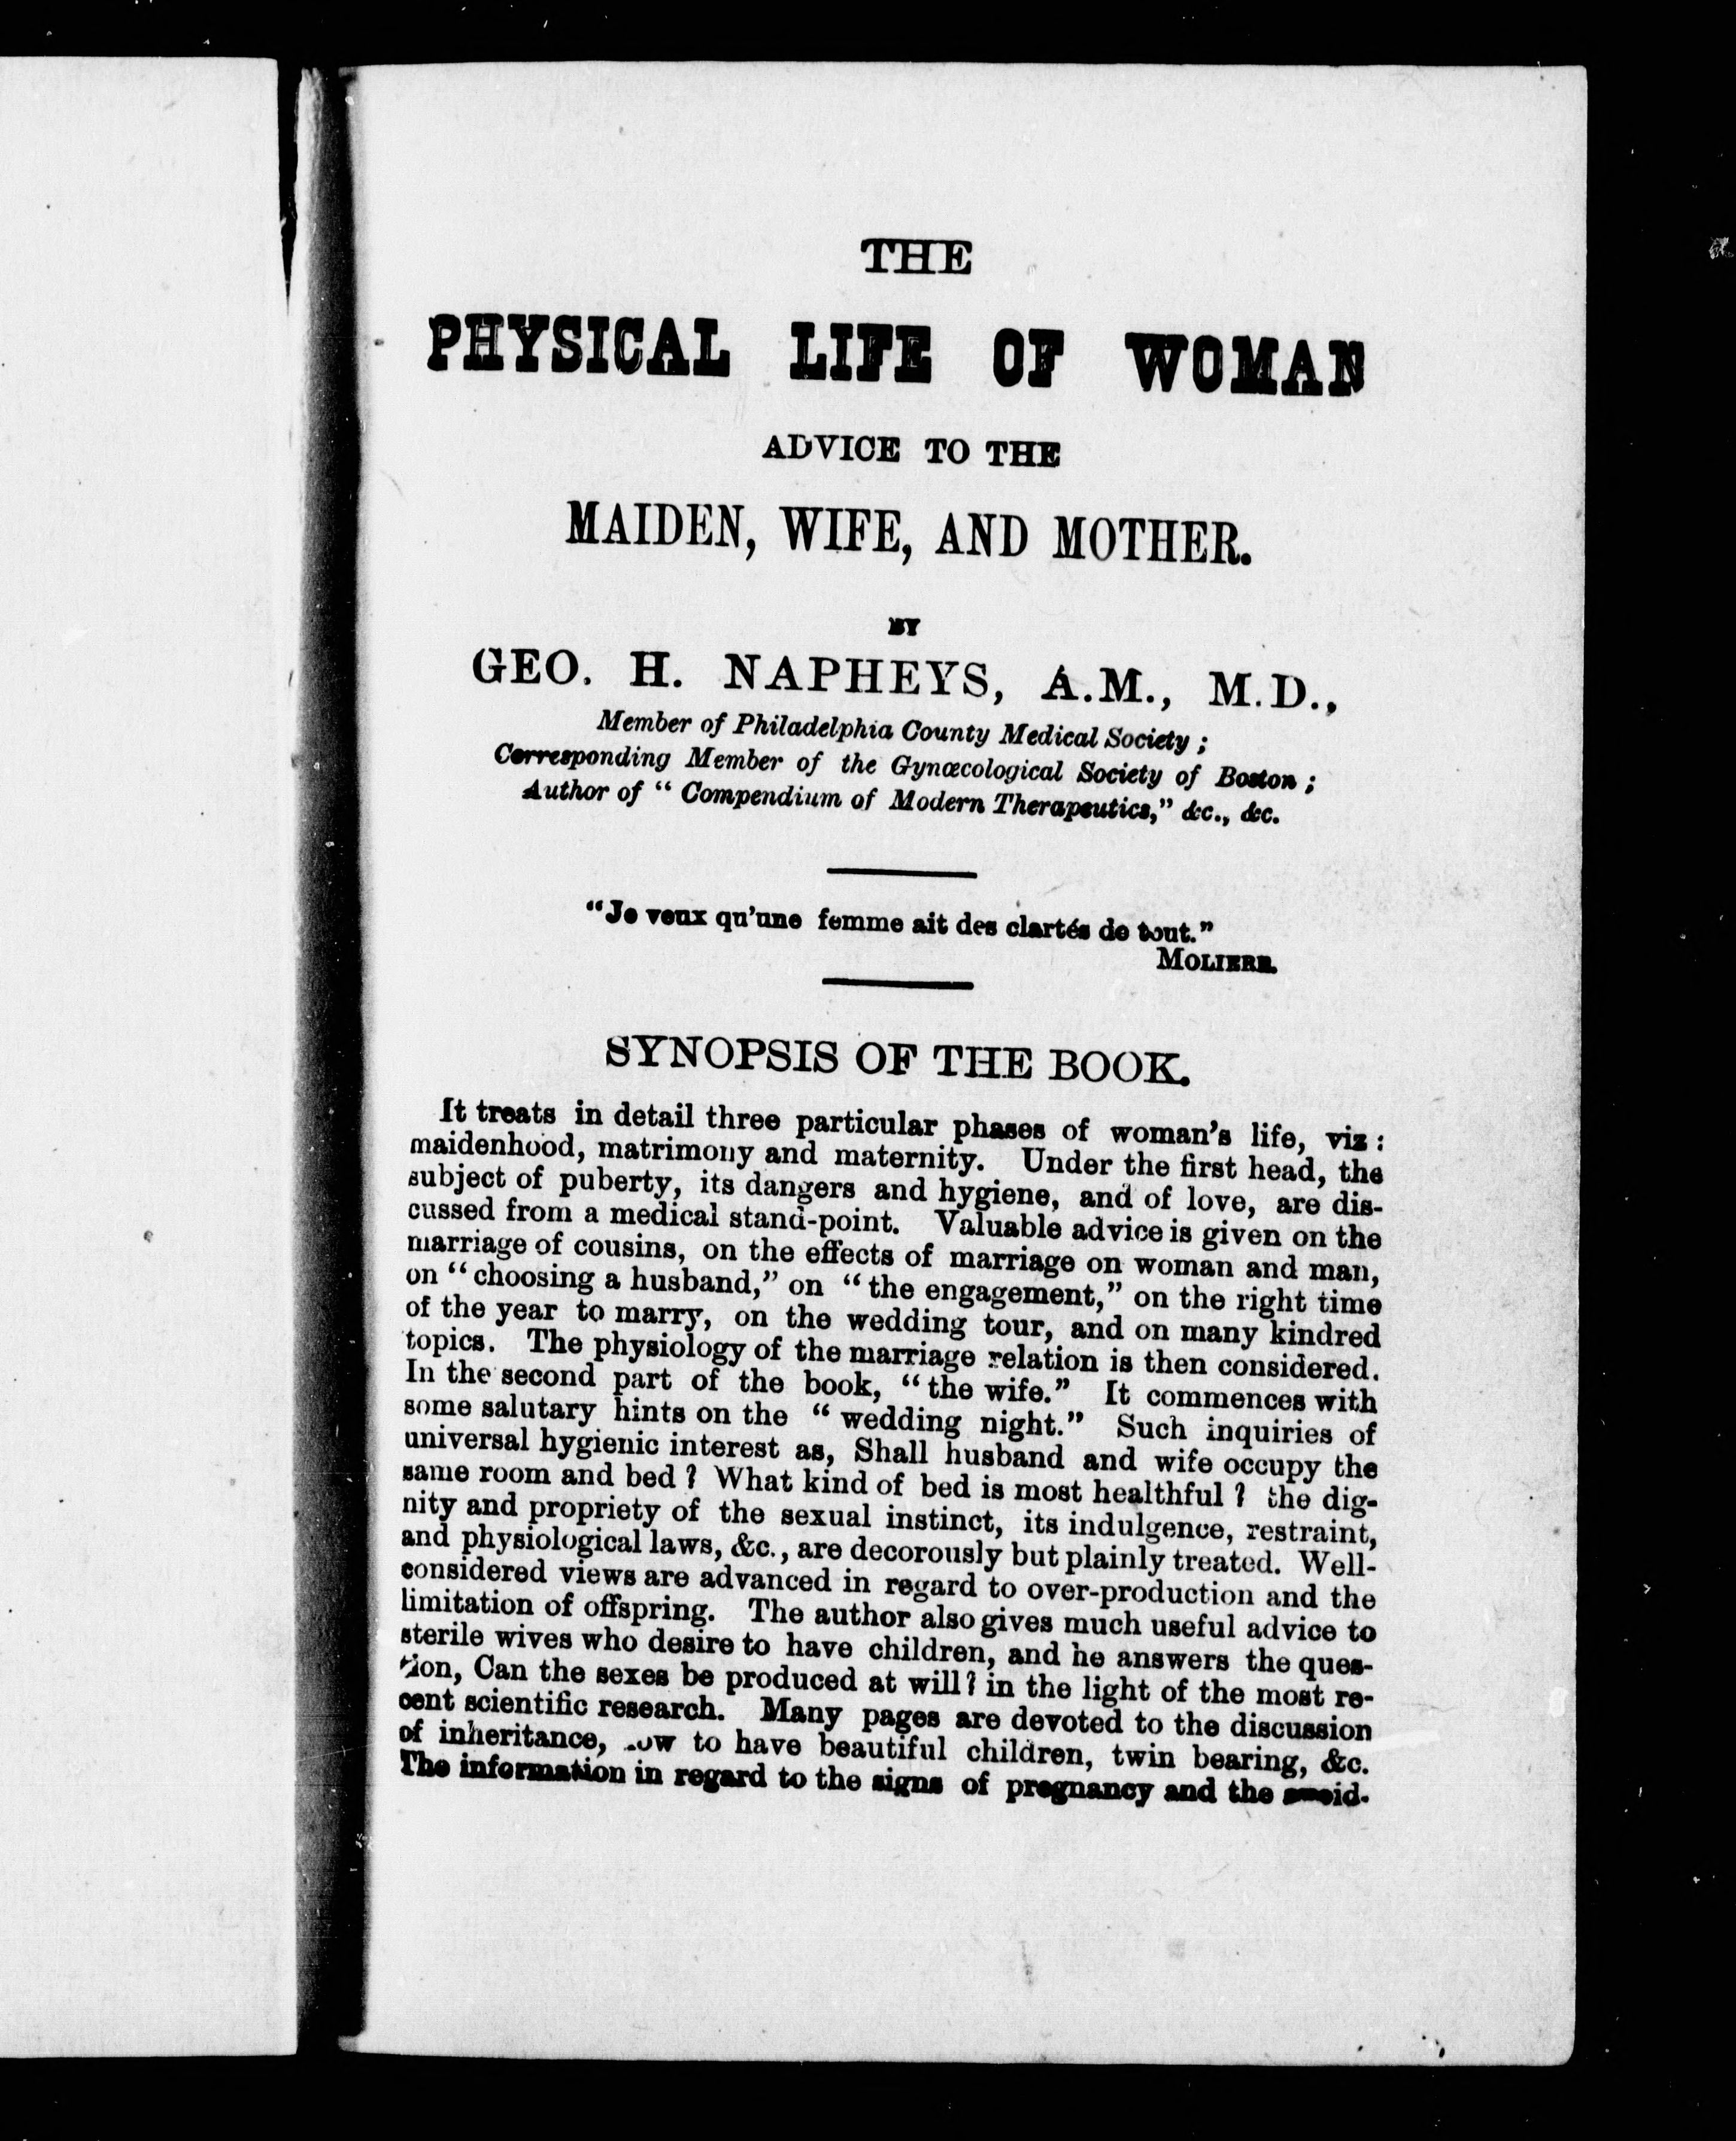 THE
PHYSICAL LIFE OF WOMAN
ADVICE TO THE
MAIDEN, WIFE, AND MOTHER.
BY
GEO. H. NAPHEYS, A.M., M.D.,
Member of Philadelphia County Medical Society ;
Corresponding Member of the Gynœcological Society of Boston ;
Author of “ Compendium of Modern Therapeutics,” &c., &c.
“Je veux qu’une femme ait des clartés de tout.”
MOLIERE.
SYNOPSIS OF THE BOOK.
It treats in detail three particular phases of woman’s life, viz :
maidenhood, matrimony and maternity. Under the first head, the
subject of puberty, its dangers and hygiene, and of love, are dis-
cussed from a medical stand-point. Valuable advice is given on the
marriage of cousins, on the effects of marriage on woman and man,
on “choosing a husband,” on “the engagement,” on the right time
of the year to marry, on the wedding tour, and on many kindred
topics. The physiology of the marriage relation is then considered.
In the second part of the book, “the wife.” It commences with
some salutary hints on the “ wedding night.” Such inquiries of
universal hygienic interest as, Shall husband and wife occupy the
same room and bed ? What kind of bed is most healthful ? the dig-
nity and propriety of the sexual instinct, its indulgence, restraint,
and physiological laws, &c., are decorously but plainly treated. Well-
considered views are advanced in regard to over-production and the
limitation of offspring. The author also gives much useful advice to
sterile wives who desire to have children, and he answers the ques-
tion, Can the sexes be produced at will ? in the light of the most re-
cent scientific research. Many pages are devoted to the discussion
of inheritance, to have beautiful children, twin bearing, &c.
The information in regard to the signs of pregnancy and the